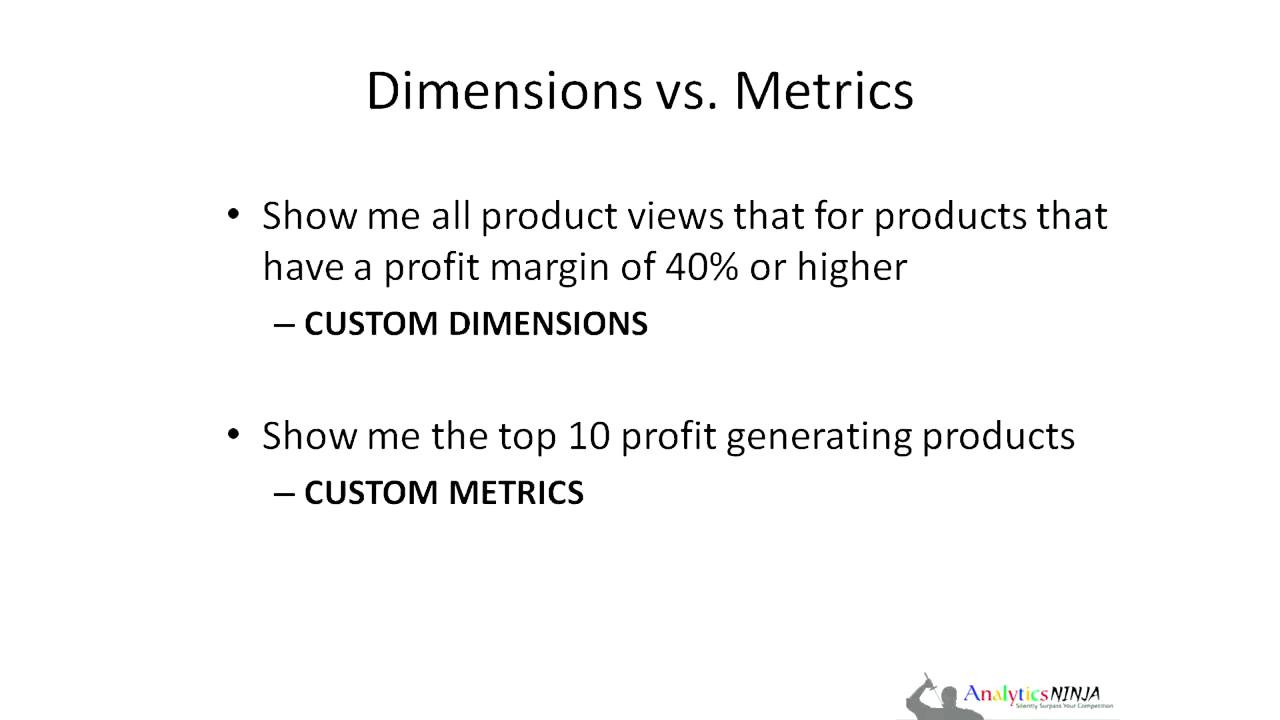 Dimensions vs. Metrics
• Show me all product views that for products that
have a profit margin of 40% or higher
– CUSTOM DIMENSIONS
• Show me the top 10 profit generating products
– CUSTOM METRICS
AnalyticsNINJA
Silently Surpass Your Competition